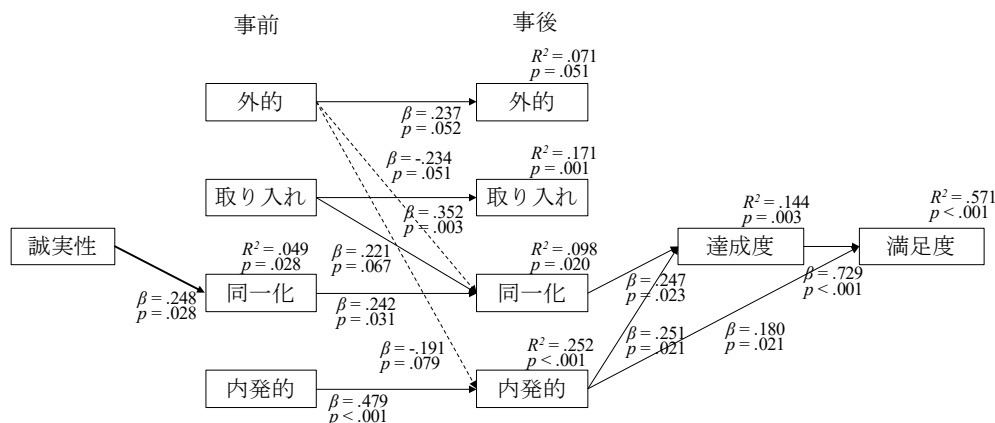 事前
事後
R² = .071
p = .051
外的
外的
β = .237
p = .052
β = -.234
p = .051
R² = .171
p = .001
取り入れ
取り入れ
β = .352
p = .003
R² = .144
p = .003
R² = .571
p < .001
誠実性
R² = .049
p = .028
β = .221
p = .067
R² = .098
p = .020
達成度
満足度
β = .248
p = .028
同一化
β = .242
p = .031
同一化
β = .247
p = .023
β = .729
p < .001
β = -.191
p = .079
R² = .252
p < .001
β = .251
p = .021
β = .180
p = .021
内発的
β = .479
p < .001
内発的